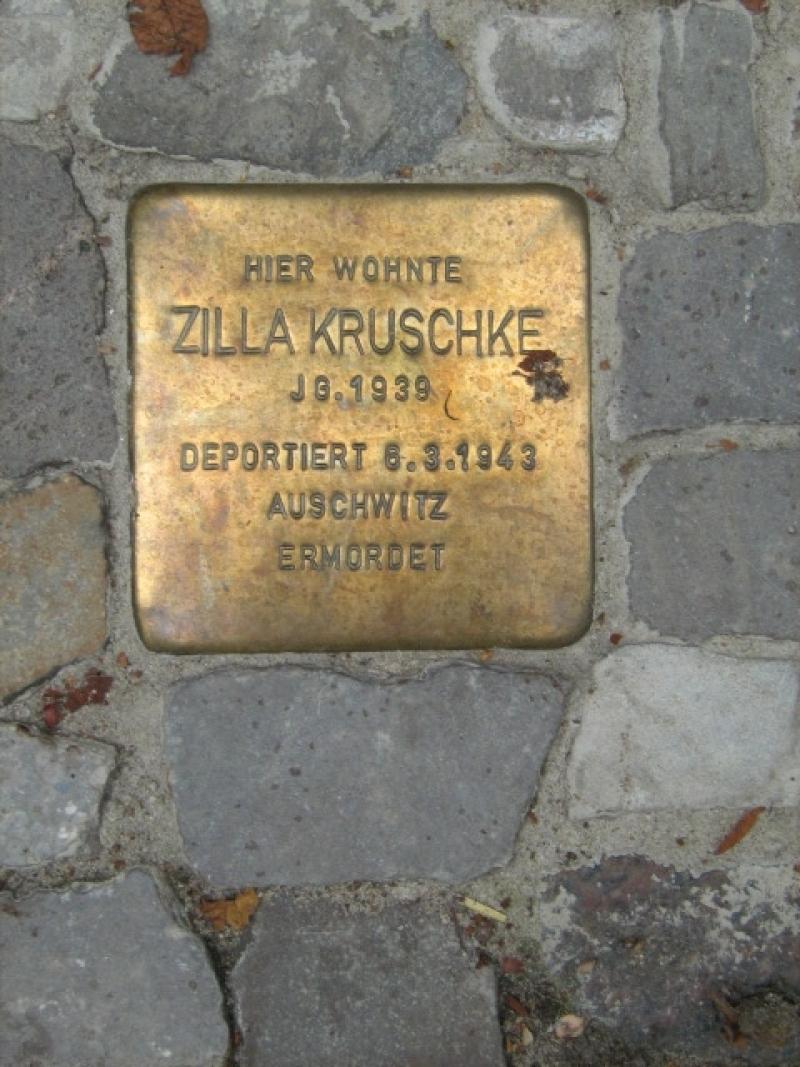 HIER WOHNTE
ZILLA KRUSCHKE
JG. 1939
DEPORTIERT 6.3.1943
AUSCHWITZ
ERMORDET